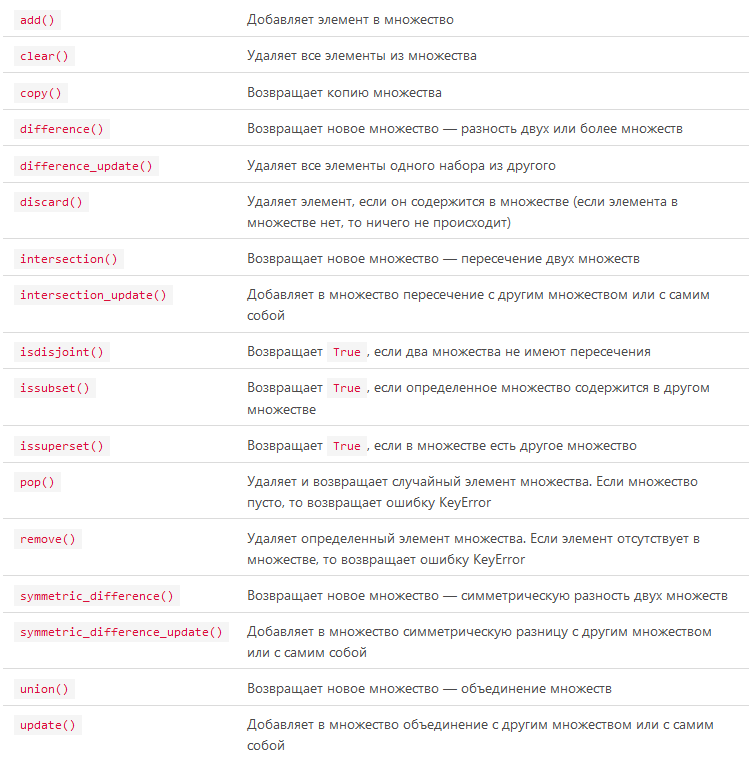 add() Добавляет элемент в множество
clear() Удаляет все элементы из множества
copy() Возвращает копию множества
difference() Возвращает новое множество — разность двух или более множеств
difference_update() Удаляет все элементы одного набора из другого
discard() Удаляет элемент, если он содержится в множестве (если элемента в
множестве нет, то ничего не происходит)
intersection() Возвращает новое множество — пересечение двух множеств
intersection_update() Добавляет в множество пересечение с другим множеством или с самим
собой
isdisjoint() Возвращает True, если два множества не имеют пересечения
issubset() Возвращает True, если определенное множество содержится в другом
множестве
issuperset() Возвращает True, если в множестве есть другое множество
pop() Удаляет и возвращает случайный элемент множества. Если множество
пусто, то возвращает ошибку KeyError
remove() Удаляет определенный элемент множества. Если элемент отсутствует в
множестве, то возвращает ошибку KeyError
symmetric_difference() Возвращает новое множество — симметрическую разность двух множеств
symmetric_difference_update() Добавляет в множество симметрическую разницу с другим множеством
или с самим собой
union() Возвращает новое множество — объединение множеств
update() Добавляет в множество объединение с другим множеством или с самим
собой